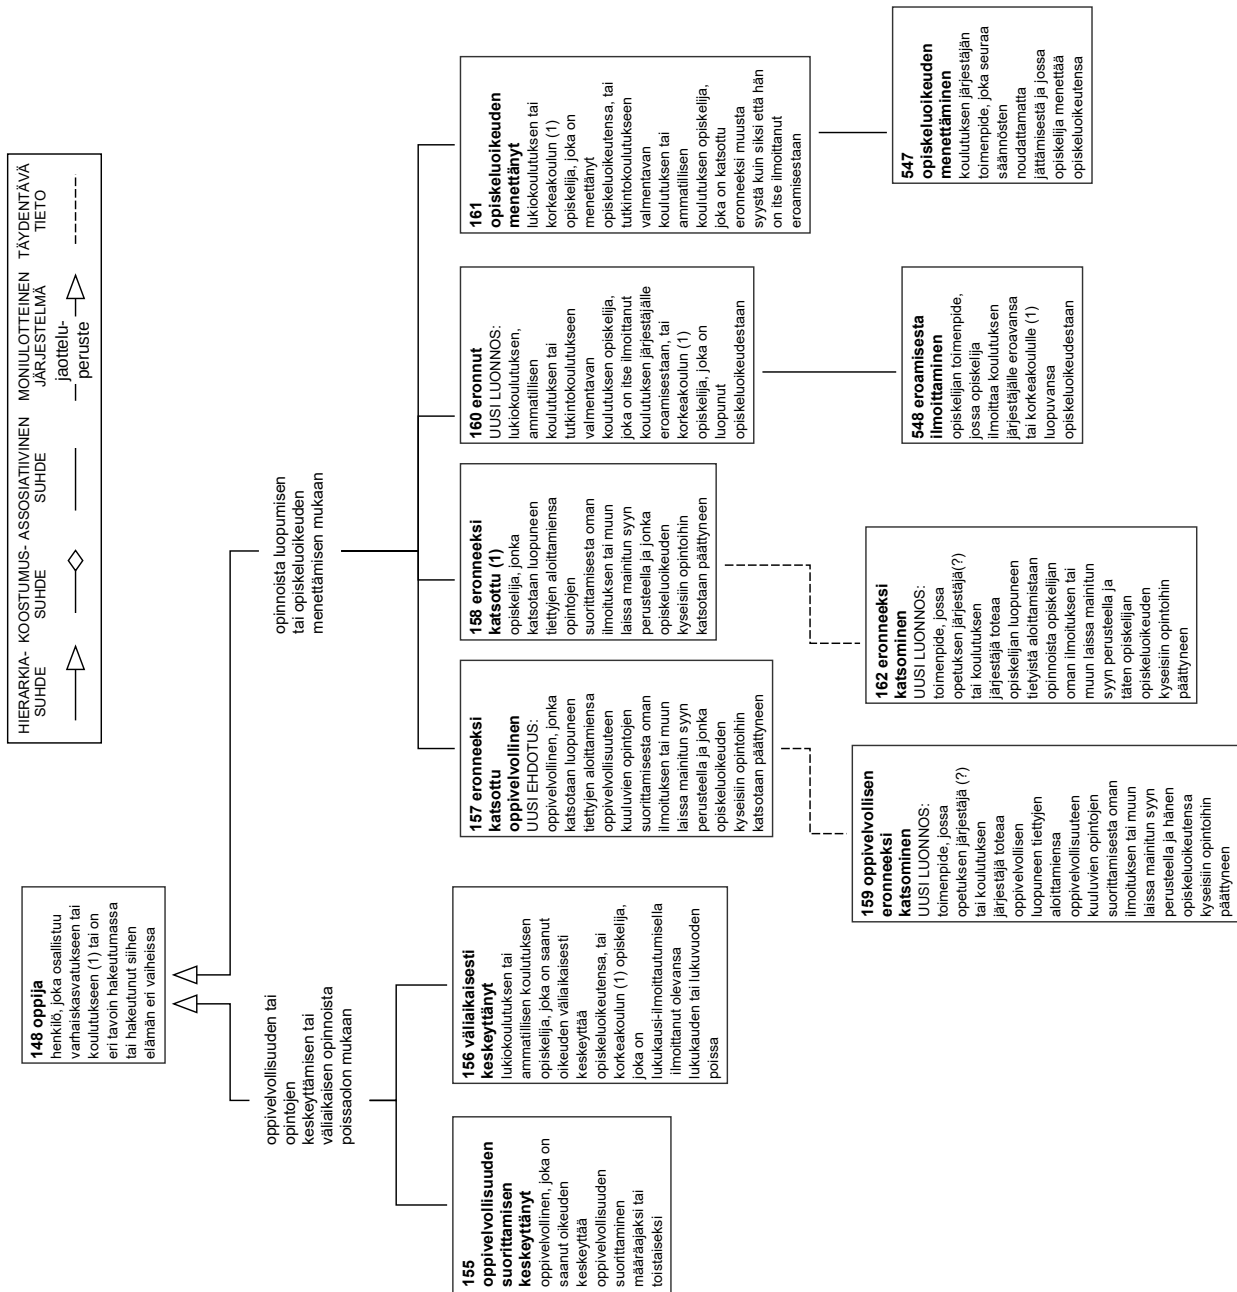 HIERARKIA-
SUHDE
KOOSTUMUS-
SUHDE
ASSOSIATIIVINEN
SUHDE
MONIULOTTEINEN
JÄRJESTELMÄ
jaottelu-
peruste
TÄYDENTÄVÄ
TIETO
148 oppija
henkilö, joka osallistuu
varhaiskasvatukseen tai
koulutukseen (1) tai on
eri tavoin hakeutumassa
tai hakeutunut siihen
elämän eri vaiheissa
oppivelvollisuuden tai
opintojen
keskeyttämisen tai
väliaikaisen opinnoista
poissaolon mukaan
opinnoista luopumisen
tai opiskeluoikeuden
menettämisen mukaan
155
oppivelvollisuuden
suorittamisen
keskeyttänyt
oppivelvollinen, joka on
saanut oikeuden
keskeyttää
oppivelvollisuuden
suorittaminen
määräajaksi tai
toistaiseksi
156 väliaikaisesti
keskeyttänyt
lukiokoulutuksen tai
ammatillisen koulutuksen
opiskelija, joka on saanut
oikeuden väliaikaisesti
keskeyttää
opiskeluoikeutensa, tai
korkeakoulun (1) opiskelija,
joka on
lukukausi-ilmoittautumisella
ilmoittanut olevansa
lukukauden tai lukuvuoden
poissa
157 eronneeksi
katsottu
oppivelvollinen
UUSI EHDOTUS:
oppivelvollinen, jonka
katsotaan luopuneen
tiettyjen aloittamiensa
oppivelvollisuuteen
kuuluvien opintojen
suorittamisesta oman
ilmoituksen tai muun
laissa mainitun syyn
perusteella ja jonka
opiskeluoikeuden
kyseisiin opintoihin
katsotaan päättyneen
158 eronneeksi
katsottu (1)
opiskelija, jonka
katsotaan luopuneen
tiettyjen aloittamiensa
opintojen
suorittamisesta oman
ilmoituksen tai muun
laissa mainitun syyn
perusteella ja jonka
opiskeluoikeuden
kyseisiin opintoihin
katsotaan päättyneen
160 eronnut
UUSI LUONNOS:
lukiokoulutuksen,
ammatillisen
koulutuksen tai
tutkintokoulutukseen
valmentavan
koulutuksen opiskelija,
joka on itse ilmoittanut
koulutuksen järjestäjälle
eroamisestaan, tai
korkeakoulun (1)
opiskelija, joka on
luopunut
opiskeluoikeudestaan
161
opiskeluoikeuden
menettänyt
lukiokoulutuksen tai
korkeakoulun (1)
opiskelija, joka on
menettänyt
opiskeluoikeutensa, tai
tutkintokoulutukseen
valmentavan
koulutuksen tai
ammatillisen
koulutuksen opiskelija,
joka on katsottu
eronneeksi muusta
syystä kuin siksi että hän
on itse ilmoittanut
eroamisestaan
159 oppivelvollisen
eronneeksi
katsominen
UUSI LUONNOS:
toimenpide, jossa
opetuksen järjestäjä (?)
tai koulutuksen
järjestäjä toteaa
oppivelvollisen
luopuneen tiettyjen
aloittamiensa
oppivelvollisuuteen
kuuluvien opintojen
suorittamisesta oman
ilmoituksen tai muun
laissa mainitun syyn
perusteella ja hänen
opiskeluoikeutensa
kyseisiin opintoihin
päättyneen
162 eronneeksi
katsominen
UUSI LUONNOS:
toimenpide, jossa
opetuksen järjestäjä(?)
tai koulutuksen
järjestäjä toteaa
opiskelijan luopuneen
tietyistä aloittamistaan
opinnoista opiskelijan
oman ilmoituksen tai
muun laissa mainitun
syyn perusteella ja
täten opiskelijan
opiskeluoikeuden
kyseisiin opintoihin
päättyneen
548 eroamisesta
ilmoittaminen
opiskelijan toimenpide,
jossa opiskelija
ilmoittaa koulutuksen
järjestäjälle eroavansa
tai korkeakoululle (1)
luopuvansa
opiskeluoikeudestaan
547
opiskeluoikeuden
menettäminen
koulutuksen järjestäjän
toimenpide, joka seuraa
säännösten
noudattamatta
jättämisestä ja jossa
opiskelija menettää
opiskeluoikeutensa